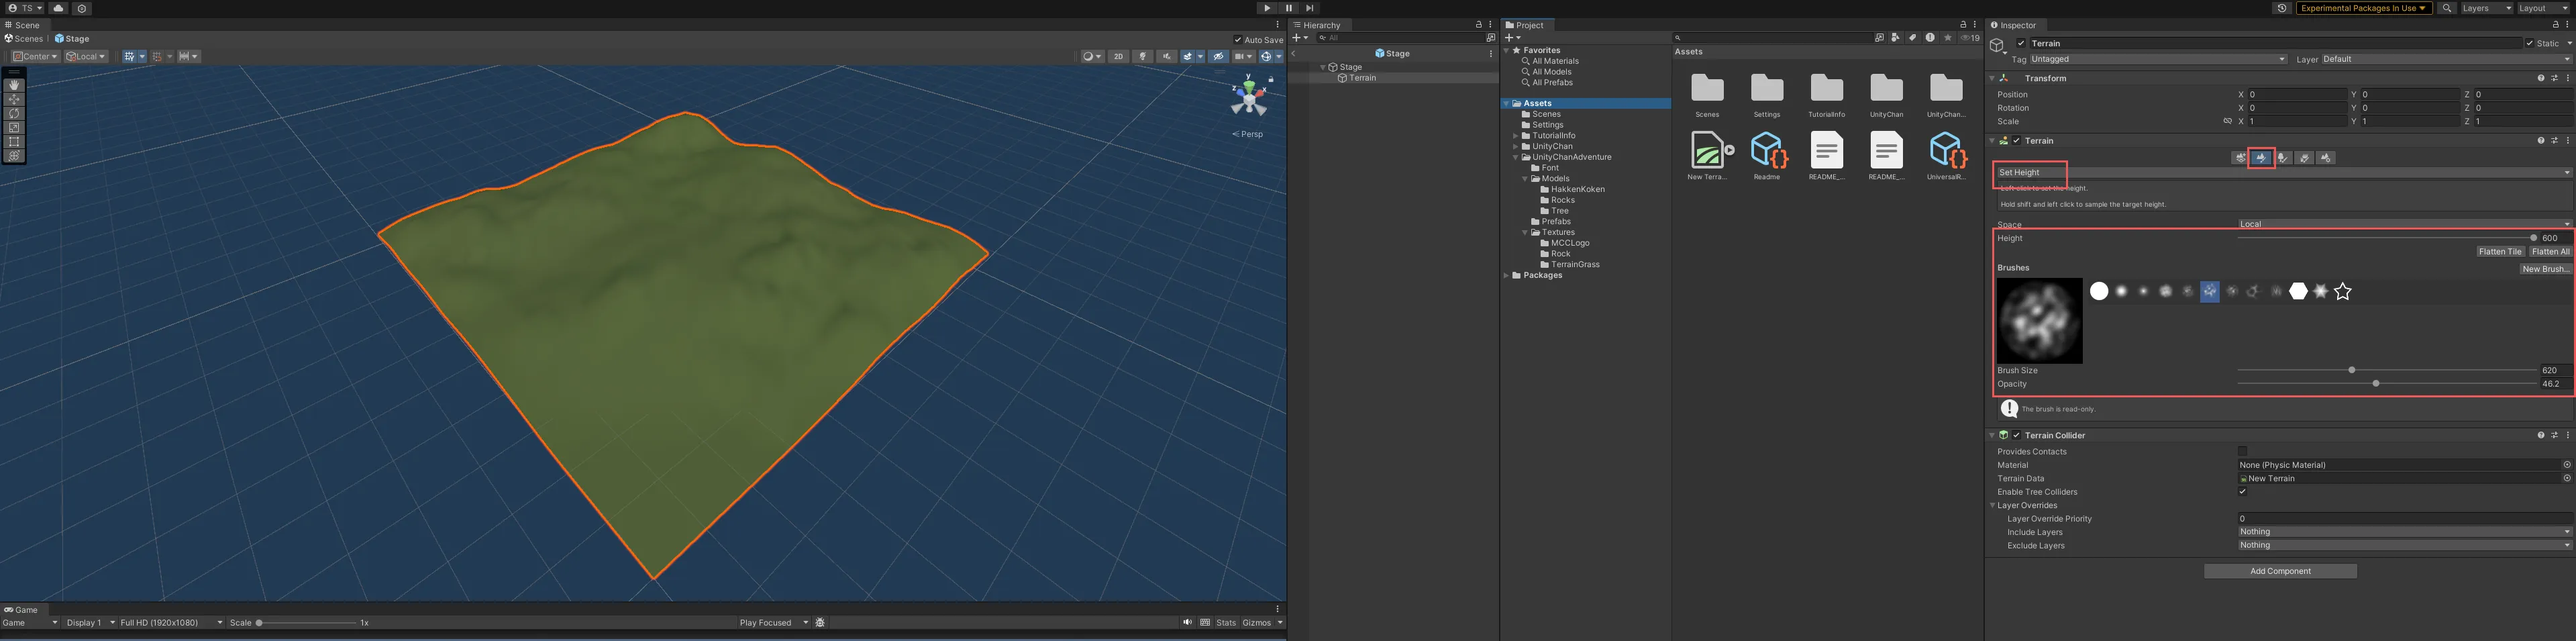 TS
Experimental Packages In Use
Layers
Layout
Scene
Scenes
Stage
Auto Save
Center
Local
2D
y
z
x
Persp
Game
Game
Display 1
Full HD (1920x1080)
Scale
1x
Play Focused
Stats
Gizmos
Hierarchy
All
Stage
Stage
Terrain
Project
19
Favorites
All Materials
All Models
All Prefabs
Assets
Scenes
Settings
TutorialInfo
UnityChan
UnityChanAdventure
Font
Models
HakkenKoken
Rocks
Tree
Prefabs
Textures
MCCLogo
Rock
TerrainGrass
Packages
Assets
Scenes
Settings
TutorialInfo
UnityChan
UnityChan...
New Terra...
Readme
README_...
README_...
UniversalR...
Inspector
Terrain
Static
Tag Untagged
Layer Default
Transform
Position X 0 Y 0 Z 0
Rotation X 0 Y 0 Z 0
Scale X 1 Y 1 Z 1
Terrain
Set Height
Left click to set the height.
Hold shift and left click to sample the target height.
Space Local
Height 600
Flatten Tile Flatten All
Brushes
New Brush...
Brush Size 620
Opacity 46.2
The brush is read-only.
Terrain Collider
Provides Contacts
Material None (Physic Material)
Terrain Data New Terrain
Enable Tree Colliders
Layer Overrides
Layer Override Priority 0
Include Layers Nothing
Exclude Layers Nothing
Add Component